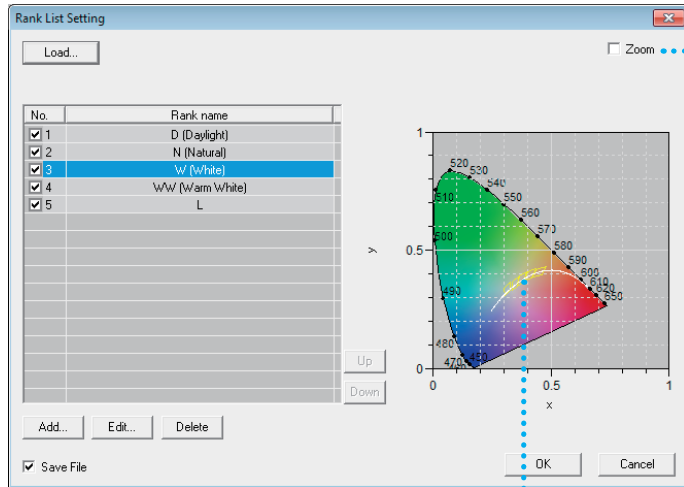 Rank List Setting
Load...
Zoom
No. Rank name
1 D (Daylight)
2 N (Natural)
3 W (White)
4 WW (Warm White)
5 L
Up
Down
Add... Edit... Delete
Save File
1
0.5
0
y
520
530
540
550
560
570
580
590
600
610
620
650
510
500
490
480
470
450
0 0.5 1
x
OK Cancel